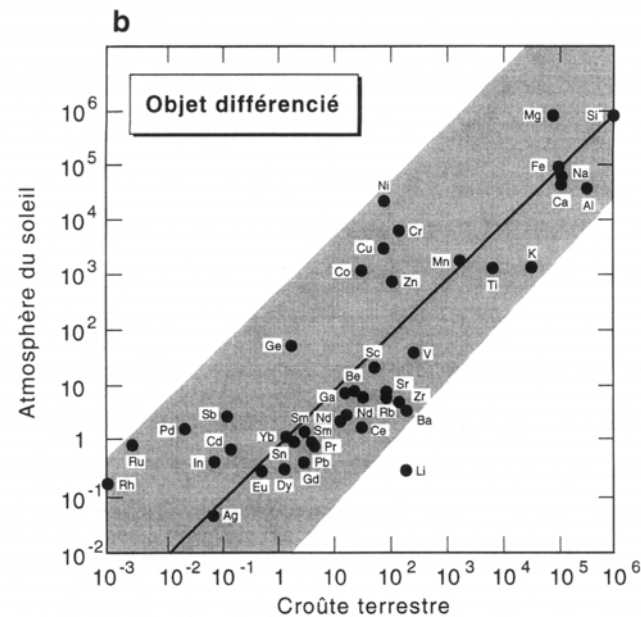 b
Objet différencié
Atmosphère du soleil
10^6
10^5
10^4
10^3
10^2
10
1
10^-1
10^-2
Mg
Si
Fe
Na
Ca
Al
Ni
Cr
Cu
Co
Zn
Mn
Ti
K
Ge
Sc
V
Be
Ga
Sr
Zr
Nd
Rb
Ba
Sb
Pd
Cd
Yb
Sm
Nd
Sm
Ce
Pr
Ru
In
Sn
Pb
Rh
Eu
Dy
Gd
Li
Ag
10^-3
10^-2
10^-1
1
10
10^2
10^3
10^4
10^5
10^6
Croûte terrestre